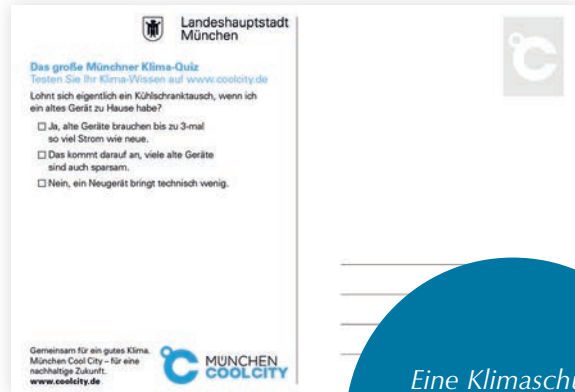 Landeshauptstadt
München
Das große Münchner Klima-Quiz
Testen Sie Ihr Klima-Wissen auf www.coolcity.de
Lohnt sich eigentlich ein Kühlschranktausch, wenn ich
ein altes Gerät zu Hause habe?
☐ Ja, alte Geräte brauchen bis zu 3-mal
so viel Strom wie neue.
☐ Das kommt darauf an, viele alte Geräte
sind auch sparsam.
☐ Nein, ein Neugerät bringt technisch wenig.
Gemeinsam für ein gutes Klima.
München Cool City – für eine
nachhaltige Zukunft.
www.coolcity.de
°C MÜNCHEN
COOLCITY
°C
Eine Klimaschu